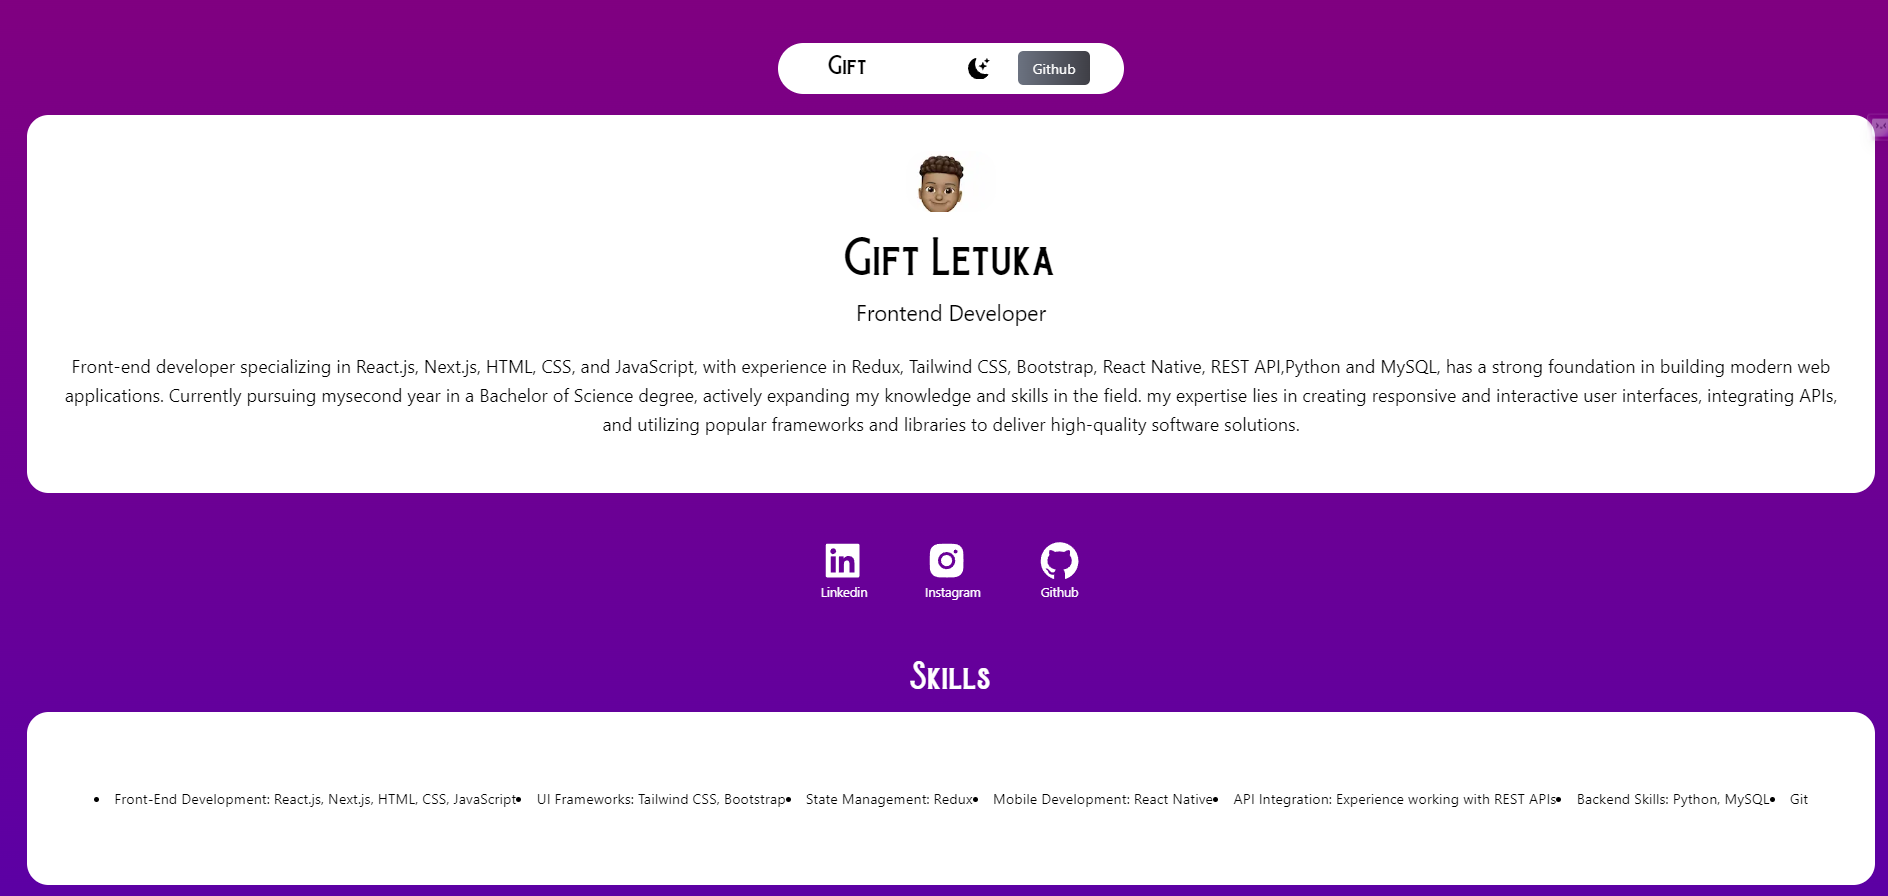 Gift
Github
Gift Letuka
Frontend Developer
Front-end developer specializing in React.js, Next.js, HTML, CSS, and JavaScript, with experience in Redux, Tailwind CSS, Bootstrap, React Native, REST API,Python and MySQL, has a strong foundation in building modern web
applications. Currently pursuing mysecond year in a Bachelor of Science degree, actively expanding my knowledge and skills in the field. my expertise lies in creating responsive and interactive user interfaces, integrating APIs,
and utilizing popular frameworks and libraries to deliver high-quality software solutions.
Linkedin Instagram Github
Skills
• Front-End Development: React.js, Next.js, HTML, CSS, JavaScript• UI Frameworks: Tailwind CSS, Bootstrap• State Management: Redux• Mobile Development: React Native• API Integration: Experience working with REST APIs• Backend Skills: Python, MySQL• Git